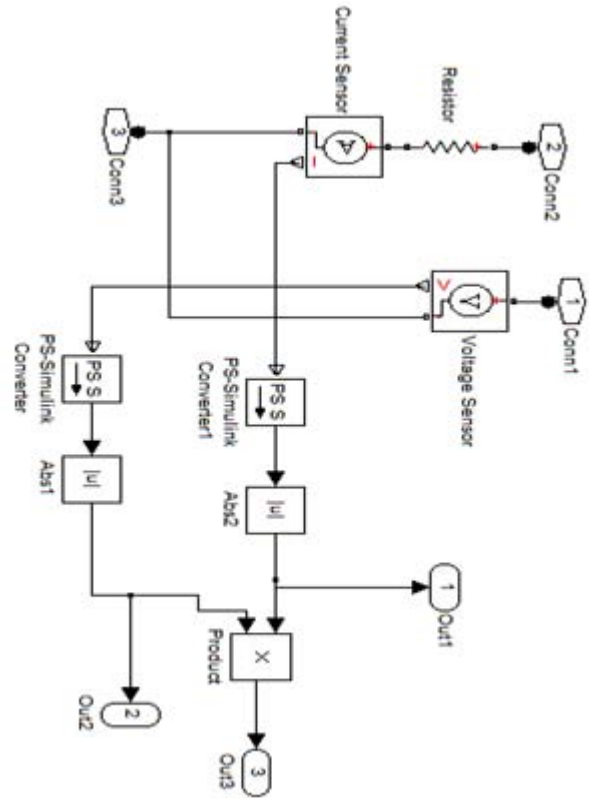 2
Conn2
Resistor
Current Sensor
A
+
-
I
3
Conn3
1
Conn1
V
+
-
V
Voltage Sensor
PS S
PS-Simulink
Converter1
PS S
PS-Simulink
Converter
|u|
Abs2
|u|
Abs1
1
Out1
X
Product
2
Out2
3
Out3